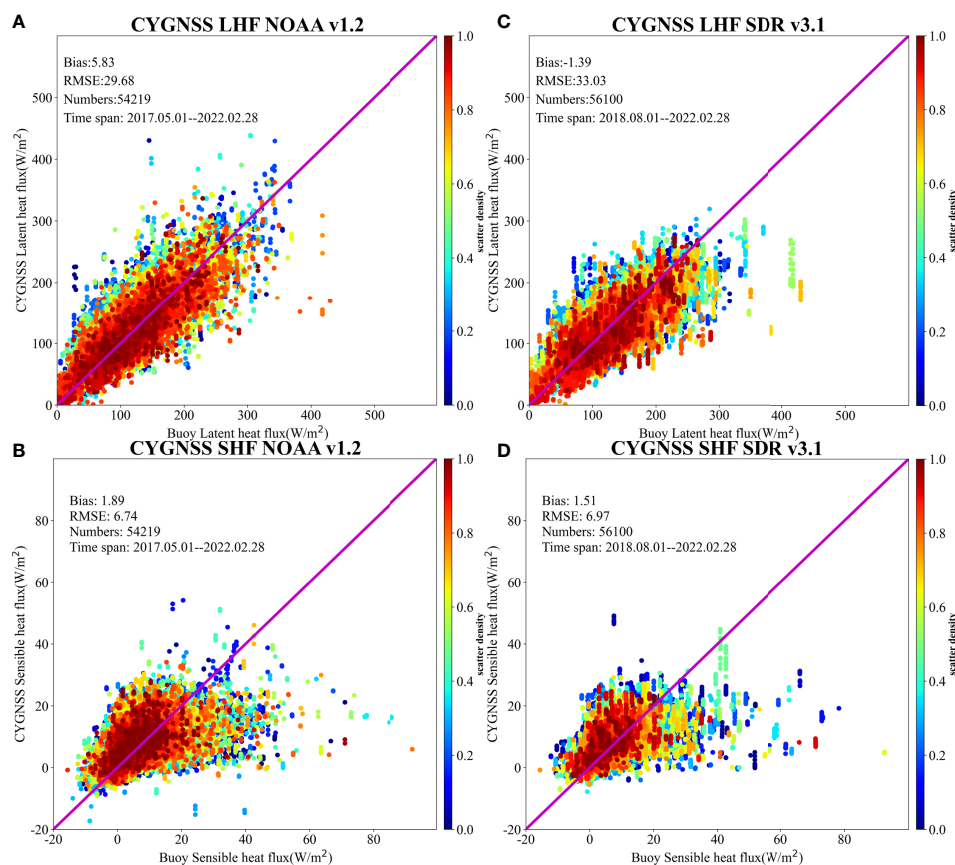 A
CYGNSS LHF NOAA v1.2
Bias:5.83
RMSE:29.68
Numbers:54219
Time span: 2017.05.01--2022.02.28
CYGNSS Latent heat flux(W/m²)
500
400
300
200
100
0
0 100 200 300 400 500
Buoy Latent heat flux(W/m²)
1.0
0.8
0.6
0.4
0.2
0.0
scatter density
C
CYGNSS LHF SDR v3.1
Bias:-1.39
RMSE:33.03
Numbers:56100
Time span: 2018.08.01--2022.02.28
CYGNSS Latent heat flux(W/m²)
500
400
300
200
100
0
0 100 200 300 400 500
Buoy Latent heat flux(W/m²)
1.0
0.8
0.6
0.4
0.2
0.0
scatter density
B
CYGNSS SHF NOAA v1.2
Bias: 1.89
RMSE: 6.74
Numbers: 54219
Time span: 2017.05.01--2022.02.28
CYGNSS Sensible heat flux(W/m²)
80
60
40
20
0
-20
-20 0 20 40 60 80
Buoy Sensible heat flux(W/m²)
1.0
0.8
0.6
0.4
0.2
0.0
scatter density
D
CYGNSS SHF SDR v3.1
Bias: 1.51
RMSE: 6.97
Numbers: 56100
Time span: 2018.08.01--2022.02.28
CYGNSS Sensible heat flux(W/m²)
80
60
40
20
0
-20
-20 0 20 40 60 80
Buoy Sensible heat flux(W/m²)
1.0
0.8
0.6
0.4
0.2
0.0
scatter density